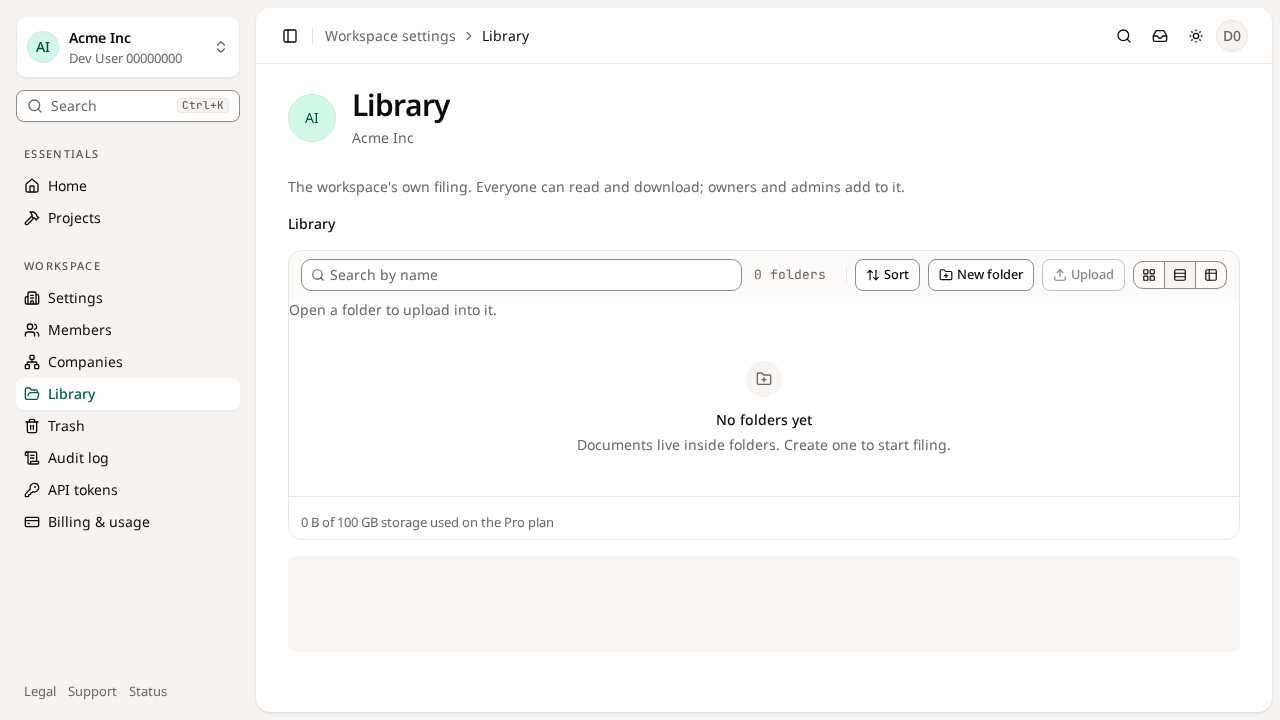 AI
Acme Inc
Dev User 00000000
Search
Ctrl+K
ESSENTIALS
Home
Projects
WORKSPACE
Settings
Members
Companies
Library
Trash
Audit log
API tokens
Billing & usage
Legal Support Status
Workspace settings > Library
D0
AI
Library
Acme Inc
The workspace's own filing. Everyone can read and download; owners and admins add to it.
Library
Search by name
0 folders
Sort
New folder
Upload
Open a folder to upload into it.
No folders yet
Documents live inside folders. Create one to start filing.
0 B of 100 GB storage used on the Pro plan